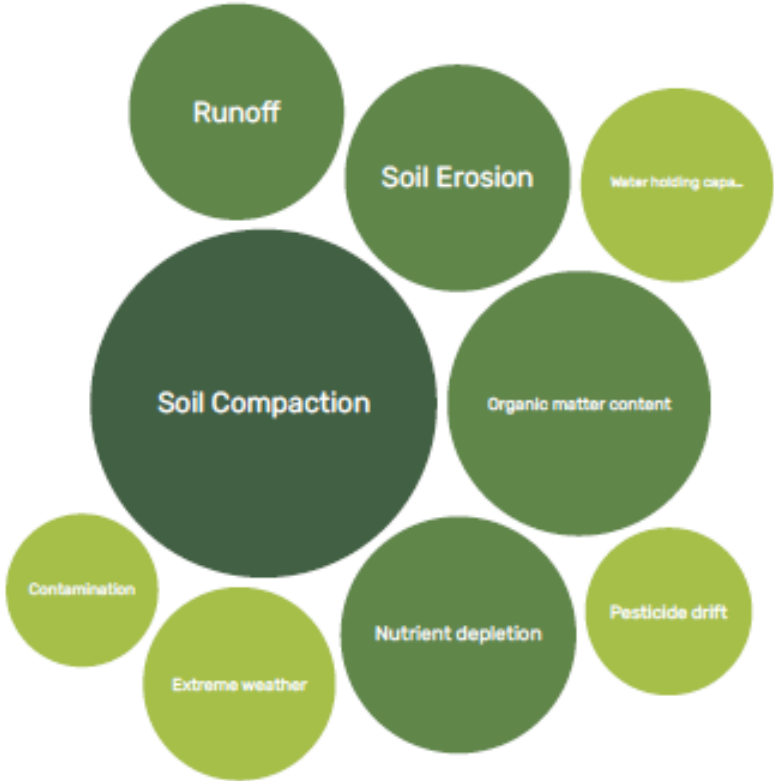 Runoff
Soil Erosion
Water holding capa...
Soil Compaction
Organic matter content
Contamination
Pesticide drift
Nutrient depletion
Extreme weather